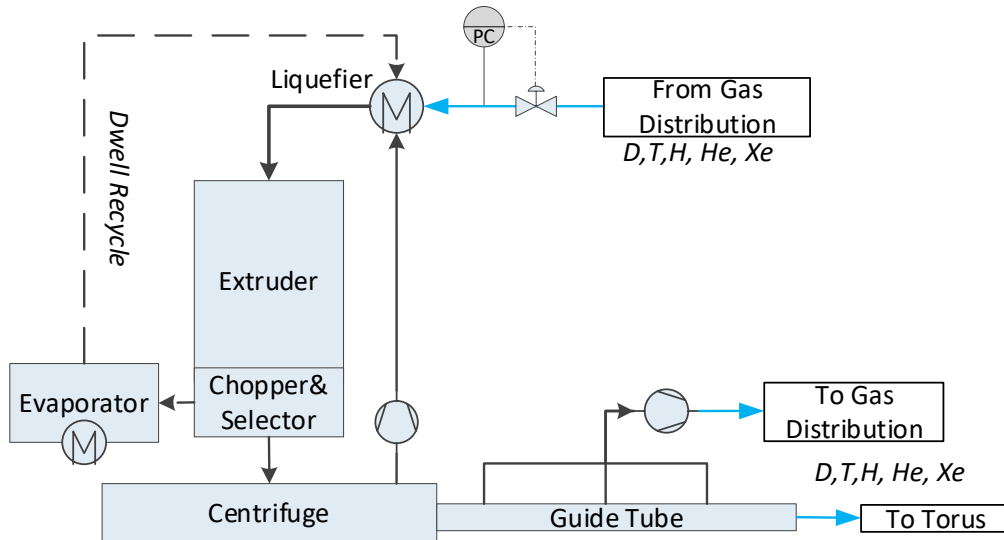 PC
Liquefier
From Gas
Distribution
D,T,H, He, Xe
Dwell Recycle
Extruder
Evaporator
Chopper&
Selector
To Gas
Distribution
D,T,H, He, Xe
Centrifuge
Guide Tube
To Torus